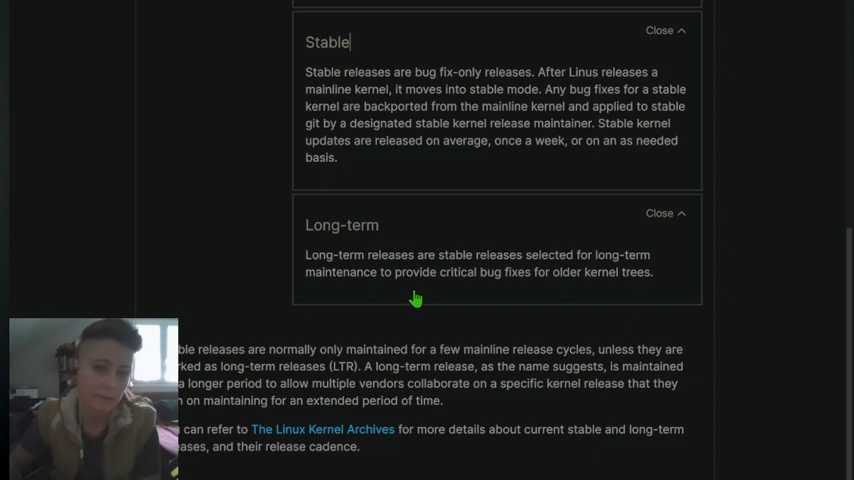 Close
Stable
Stable releases are bug fix-only releases. After Linus releases a
mainline kernel, it moves into stable mode. Any bug fixes for a stable
kernel are backported from the mainline kernel and applied to stable
git by a designated stable kernel release maintainer. Stable kernel
updates are released on average, once a week, or on an as needed
basis.
Close
Long-term
Long-term releases are stable releases selected for long-term
maintenance to provide critical bug fixes for older kernel trees.
releases are normally only maintained for a few mainline release cycles, unless they are
as long-term releases (LTR). A long-term release, as the name suggests, is maintained
a longer period to allow multiple vendors collaborate on a specific kernel release that they
on maintaining for an extended period of time.
can refer to The Linux Kernel Archives for more details about current stable and long-term
and their release cadence.